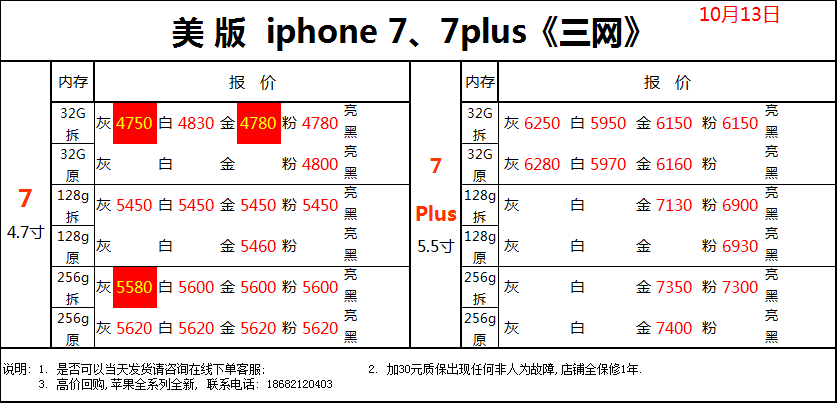 美版 iphone 7、7plus《三网》
10月13日
内存 报 价 内存 报 价
7
4.7寸
32G拆 灰 4750 白 4830 金 4780 粉 4780 亮黑
32G原 灰 白 金 粉 4800 亮黑
128g拆 灰 5450 白 5450 金 5450 粉 5450 亮黑
128g原 灰 白 金 5460 粉 亮黑
256g拆 灰 5580 白 5600 金 5600 粉 5600 亮黑
256g原 灰 5620 白 5620 金 5620 粉 5620 亮黑
7
Plus
5.5寸
32G拆 灰 6250 白 5950 金 6150 粉 6150 亮黑
32G原 灰 6280 白 5970 金 6160 粉 亮黑
128g拆 灰 白 金 7130 粉 6900 亮黑
128g原 灰 白 金 粉 6930 亮黑
256g拆 灰 白 金 7350 粉 7300 亮黑
256g原 灰 白 金 7400 粉 亮黑
说明: 1. 是否可以当天发货请咨询在线下单客服; 2. 加30元质保出现任何非人为故障,店铺全保修1年.
3. 高价回购,苹果全系列全新, 联系电话: 18682120403